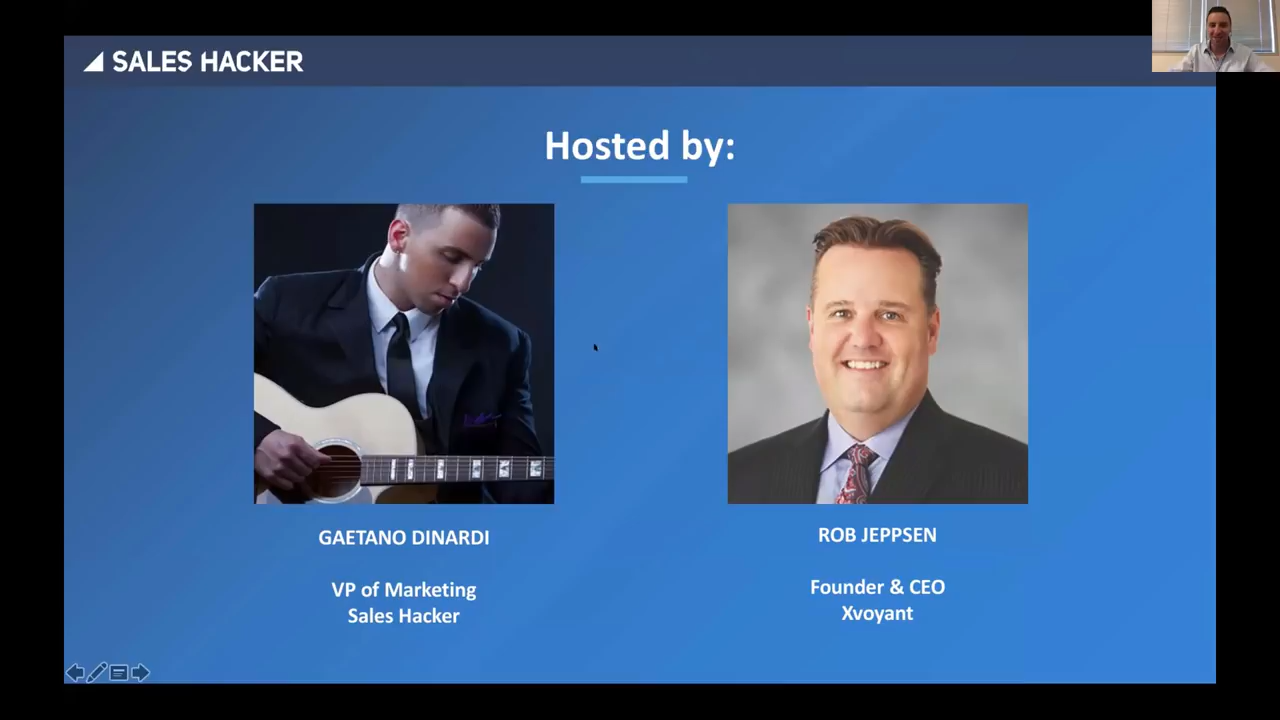 SALES HACKER
Hosted by:
GAETANO DINARDI
VP of Marketing
Sales Hacker
ROB JEPPSEN
Founder & CEO
Xvoyant